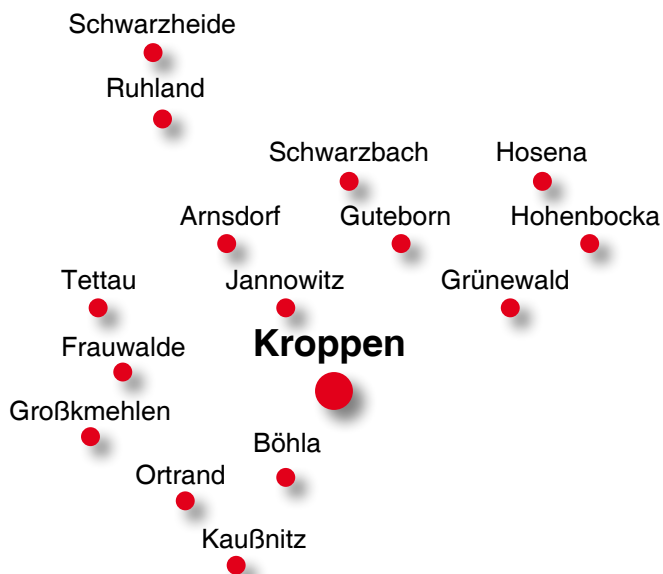 Schwarzheide
Ruhland
Schwarzbach
Hosena
Arnsdorf
Guteborn
Hohenbocka
Tettau
Jannowitz
Grünewald
Frauwalde
Kroppen
Großkmehlen
Böhla
Ortrand
Kaußnitz